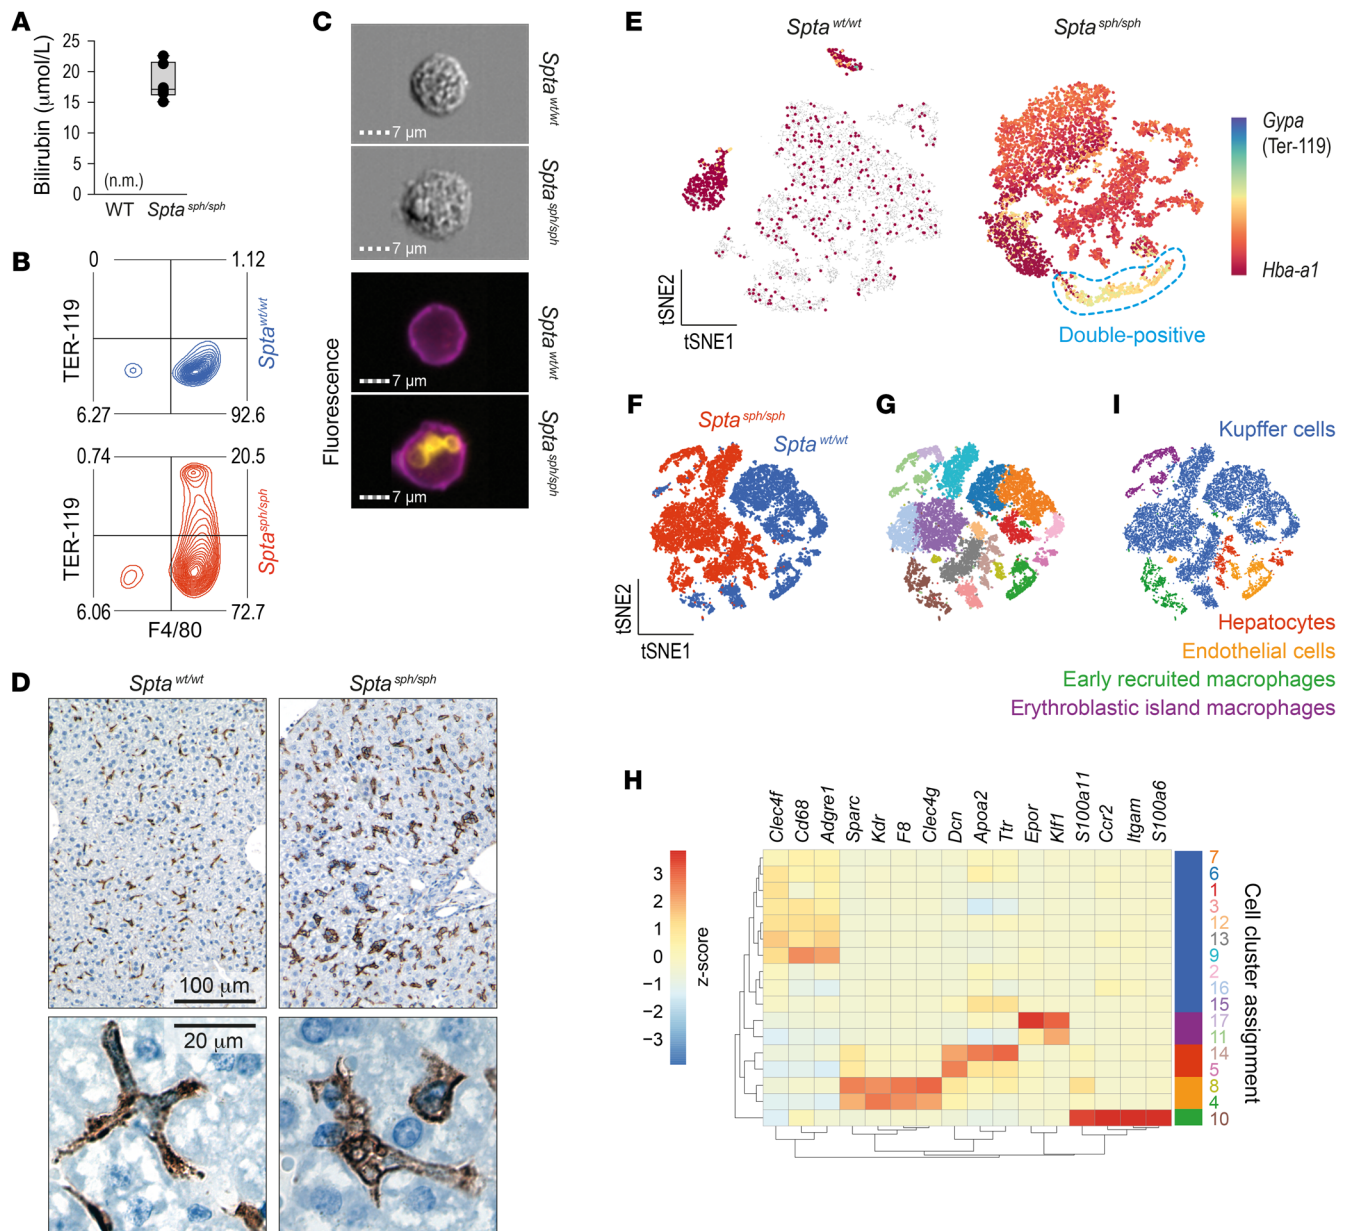 A
Bilirubin (µmol/L)
25
20
15
10
5
0
(n.m.)
WT
Spta sph/sph
B
0
1.12
TER-119
Spta wt/wt
6.27
92.6
0.74
20.5
TER-119
Spta sph/sph
6.06
72.7
F4/80
C
Spta wt/wt
7 µm
Spta sph/sph
7 µm
Fluorescence
Spta wt/wt
7 µm
Spta sph/sph
7 µm
D
Spta wt/wt
Spta sph/sph
100 µm
20 µm
E
Spta wt/wt
Spta sph/sph
Gypa
(Ter-119)
Hba-a1
tSNE2
tSNE1
Double-positive
F
Spta sph/sph
Spta wt/wt
tSNE2
tSNE1
G
I
Kupffer cells
Hepatocytes
Endothelial cells
Early recruited macrophages
Erythroblastic island macrophages
H
Clec4f
Cd68
Adgre1
Sparc
Kdr
F8
Clec4g
Dcn
Apoa2
Ttr
Epor
Klf1
S100a11
Ccr2
Itgam
S100a6
3
2
1
0
−1
−2
−3
z-score
7
6
1
3
12
13
9
2
16
15
17
11
14
5
8
4
10
Cell cluster assignment